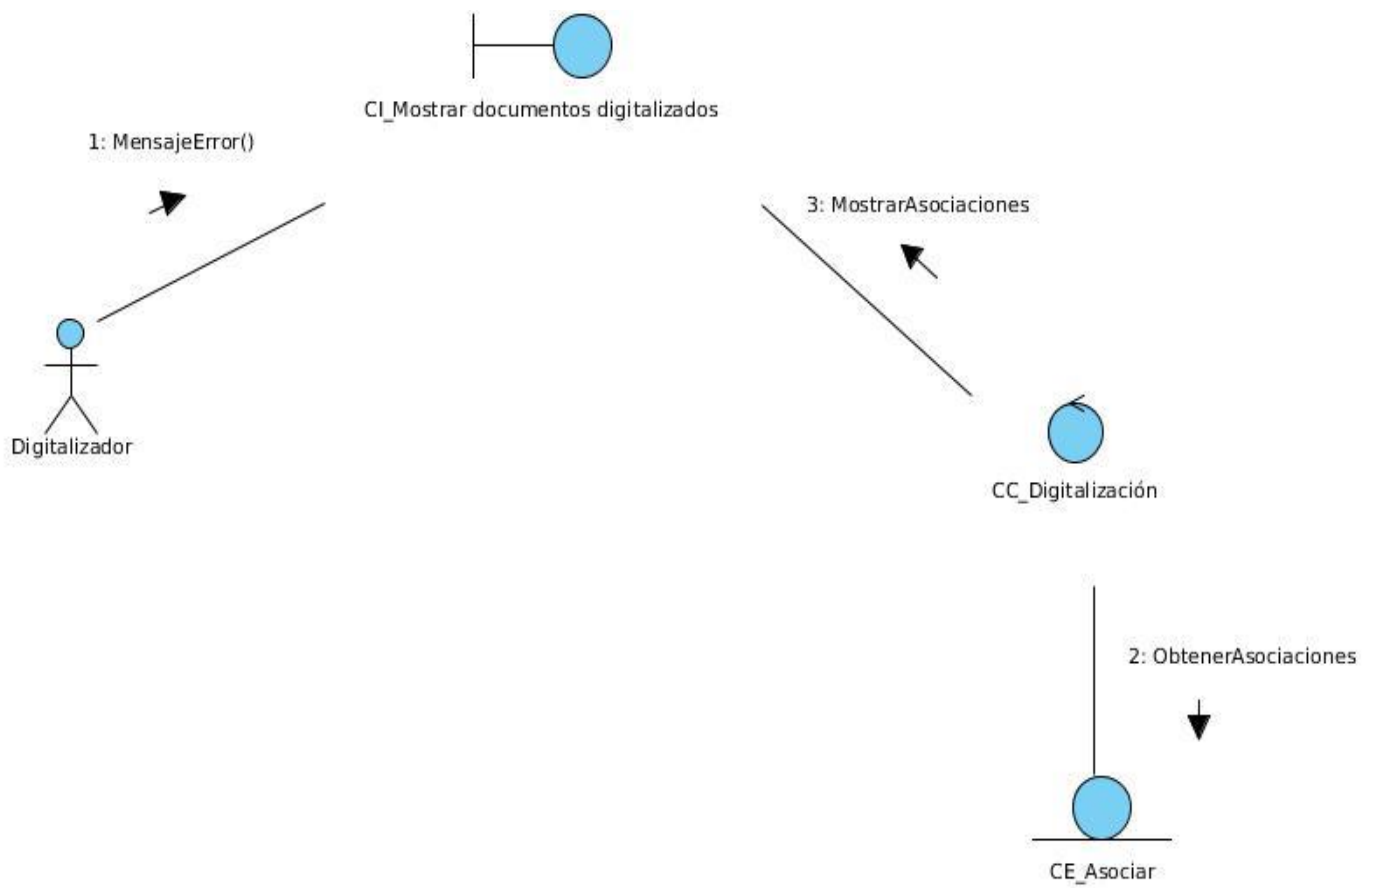 CI_Mostrar documentos digitalizados
1: MensajeError()
3: MostrarAsociaciones
Digitalizador
CC_Digitalización
2: ObtenerAsociaciones
CE_Asociar